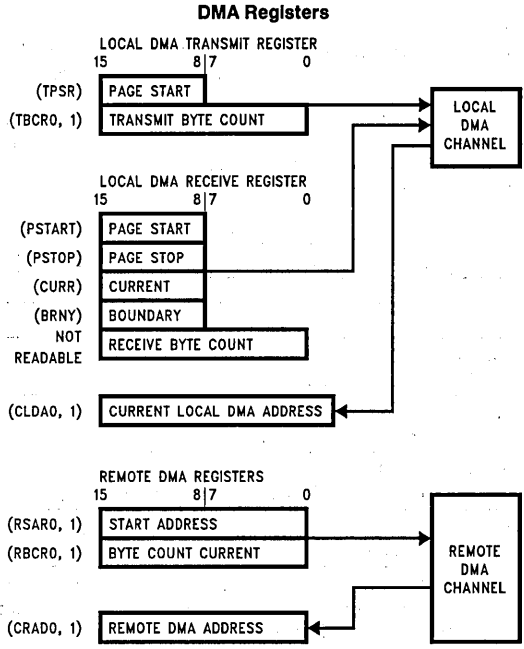 DMA Registers
LOCAL DMA TRANSMIT REGISTER
15 8 7 0
(TPSR) PAGE START
(TBCR0, 1) TRANSMIT BYTE COUNT
LOCAL DMA CHANNEL
LOCAL DMA RECEIVE REGISTER
15 8 7 0
(PSTART) PAGE START
(PSTOP) PAGE STOP
(CURR) CURRENT
(BRNY) BOUNDARY
NOT READABLE RECEIVE BYTE COUNT
(CLDA0, 1) CURRENT LOCAL DMA ADDRESS
REMOTE DMA REGISTERS
15 8 7 0
(RSAR0, 1) START ADDRESS
(RBCR0, 1) BYTE COUNT CURRENT
REMOTE DMA CHANNEL
(CRAD0, 1) REMOTE DMA ADDRESS